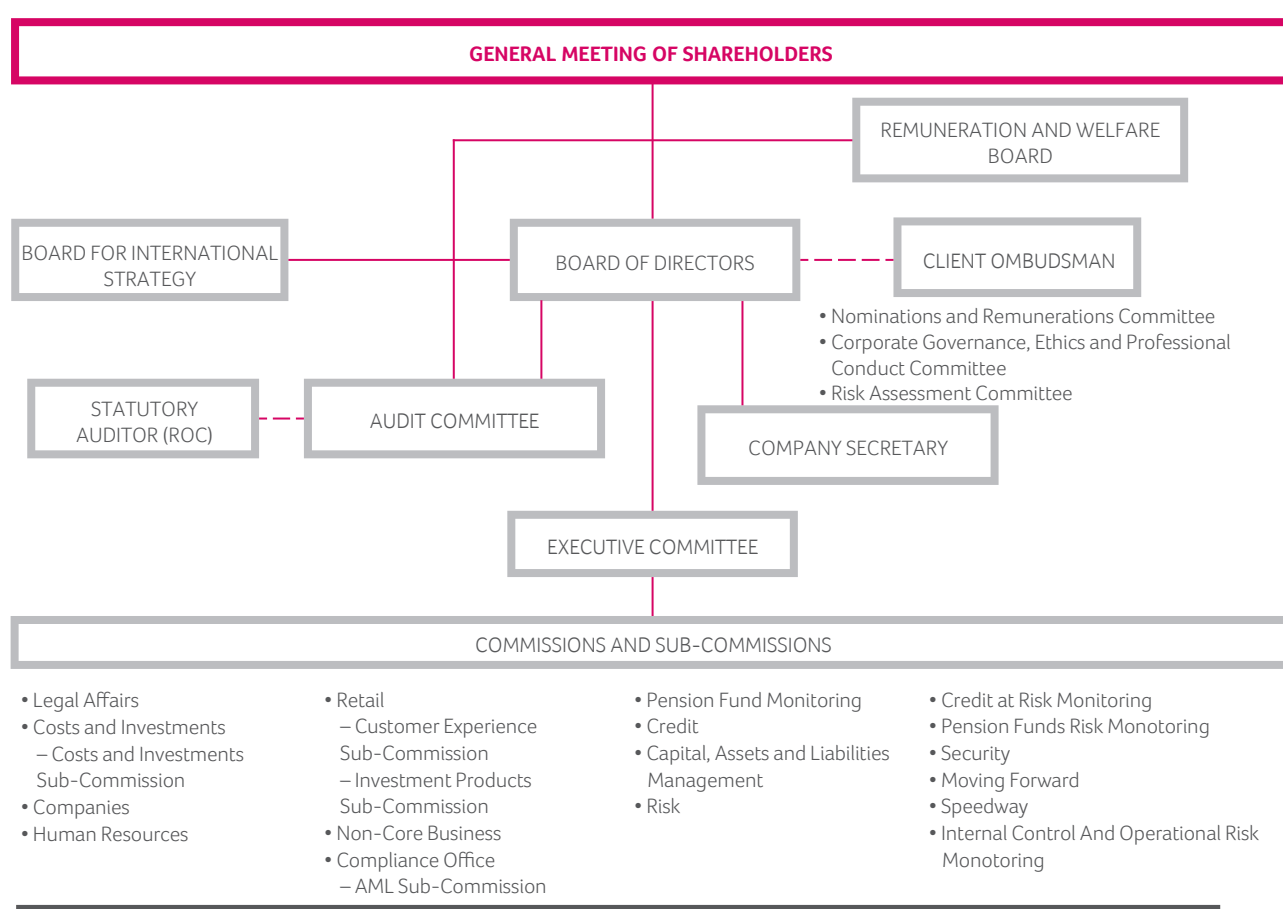 GENERAL MEETING OF SHAREHOLDERS
REMUNERATION AND WELFARE
BOARD
BOARD FOR INTERNATIONAL
STRATEGY
BOARD OF DIRECTORS
CLIENT OMBUDSMAN
• Nominations and Remunerations Committee
• Corporate Governance, Ethics and Professional
Conduct Committee
• Risk Assessment Committee
STATUTORY
AUDITOR (ROC)
AUDIT COMMITTEE
COMPANY SECRETARY
EXECUTIVE COMMITTEE
COMMISSIONS AND SUB-COMMISSIONS
• Legal Affairs
• Costs and Investments
– Costs and Investments
Sub-Commission
• Companies
• Human Resources
• Retail
– Customer Experience
Sub-Commission
– Investment Products
Sub-Commission
• Non-Core Business
• Compliance Office
– AML Sub-Commission
• Pension Fund Monitoring
• Credit
• Capital, Assets and Liabilities
Management
• Risk
• Credit at Risk Monitoring
• Pension Funds Risk Monotoring
• Security
• Moving Forward
• Speedway
• Internal Control And Operational Risk
Monotoring